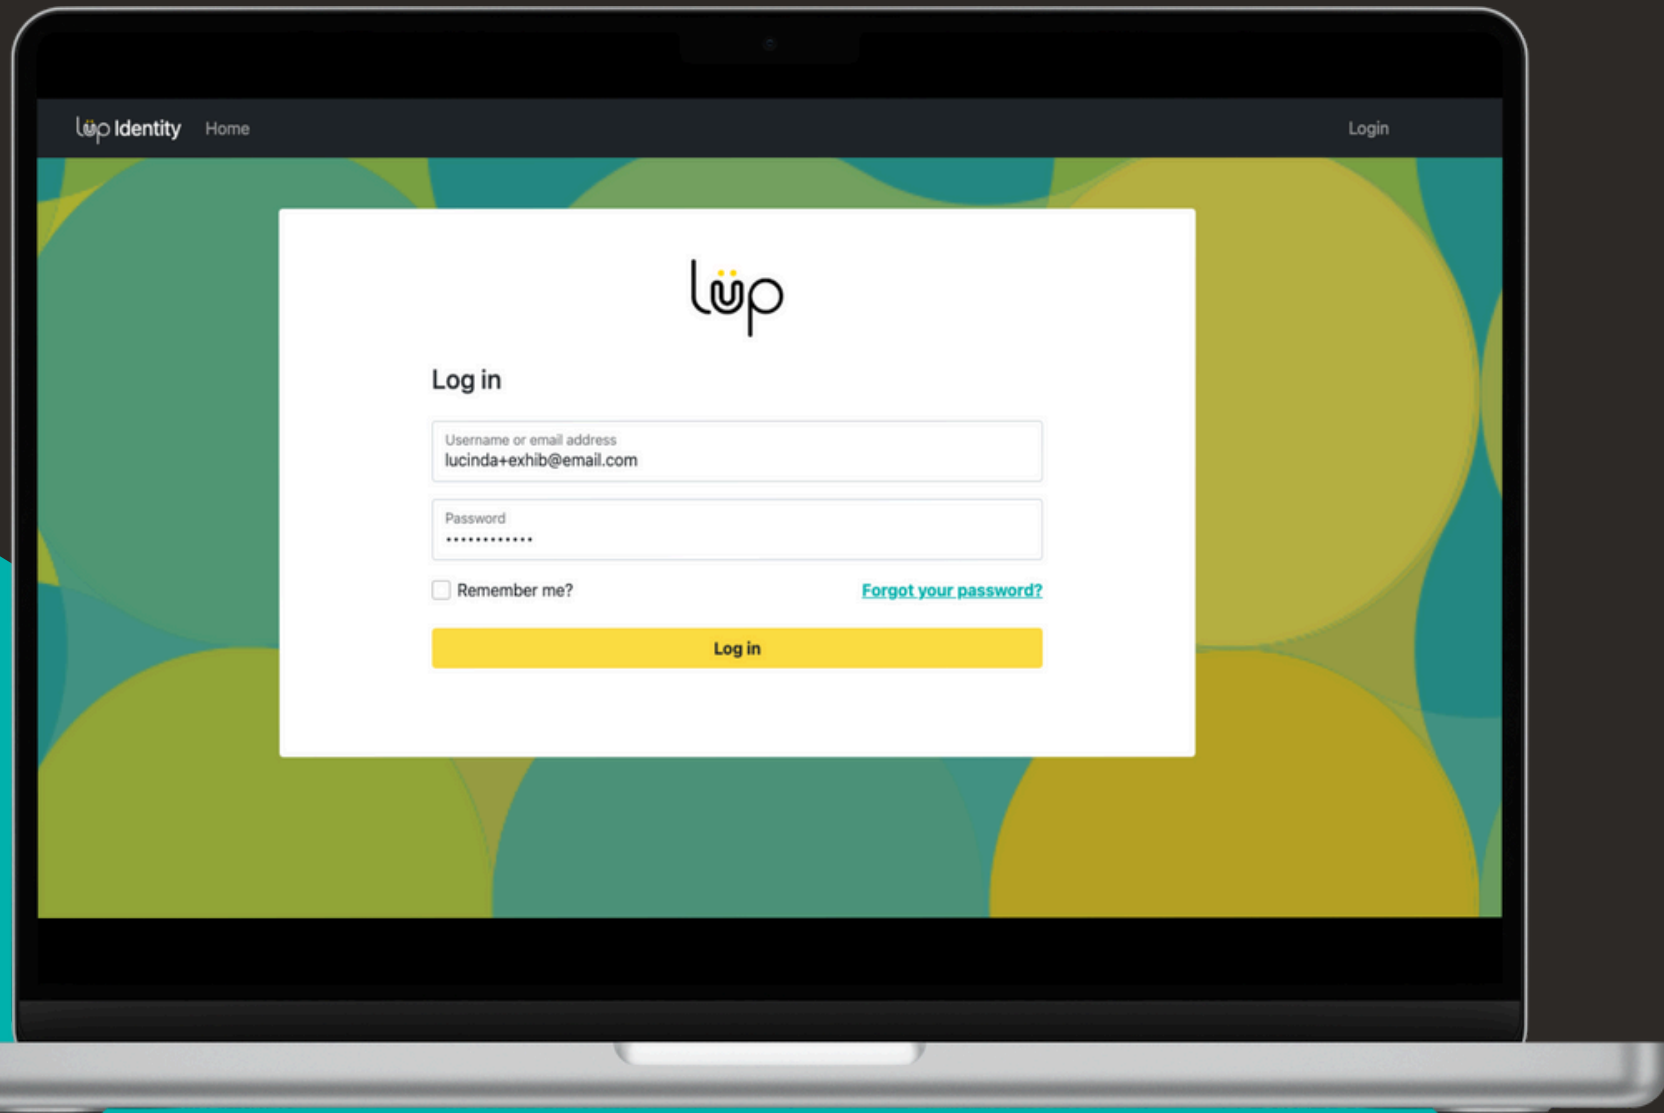 lüp Identity Home Login
lüp
Log in
Username or email address
lucinda+exhib@email.com
Password
••••••••••••
Remember me? Forgot your password?
Log in